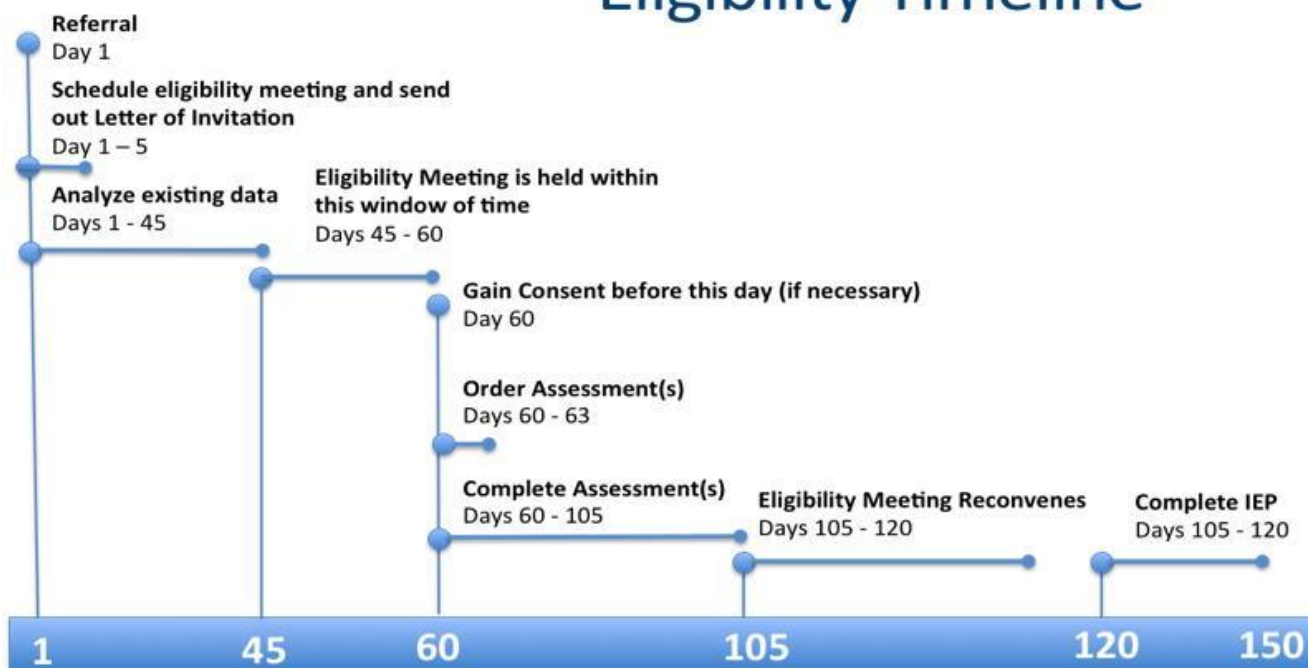 Eligibility Timeline
Referral
Day 1
Schedule eligibility meeting and send
out Letter of Invitation
Day 1 – 5
Analyze existing data
Days 1 - 45
Eligibility Meeting is held within
this window of time
Days 45 - 60
Gain Consent before this day (if necessary)
Day 60
Order Assessment(s)
Days 60 - 63
Complete Assessment(s)
Days 60 - 105
Eligibility Meeting Reconvenes
Days 105 - 120
Complete IEP
Days 105 - 120
1 45 60 105 120 150